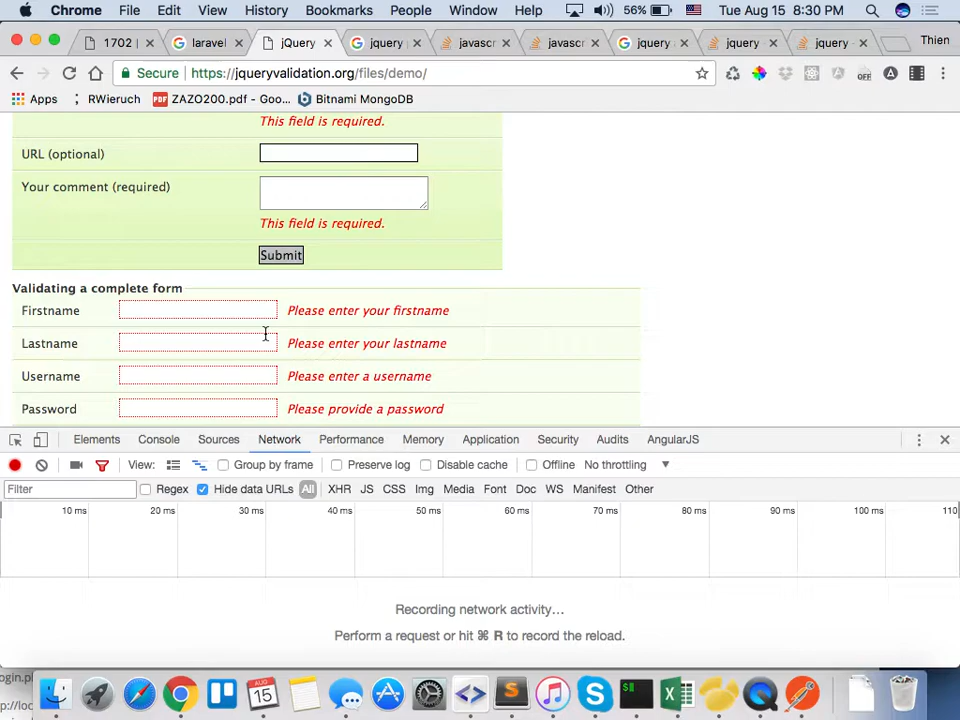 Chrome File Edit View History Bookmarks People Window Help 56% Tue Aug 15 8:30 PM
1702 | laravel jQuery jquery javascr javascr jquery jquery jquery Thien
Secure | https://jqueryvalidation.org/files/demo/
Apps RWieruch PDF ZAZO200.pdf - Goo... Bitnami MongoDB
This field is required.
URL (optional)
Your comment (required)
This field is required.
Submit
Validating a complete form
Firstname Please enter your firstname
Lastname Please enter your lastname
Username Please enter a username
Password Please provide a password
Elements Console Sources Network Performance Memory Application Security Audits AngularJS
View: Group by frame Preserve log Disable cache Offline No throttling
Filter Regex Hide data URLs All XHR JS CSS Img Media Font Doc WS Manifest Other
10 ms 20 ms 30 ms 40 ms 50 ms 60 ms 70 ms 80 ms 90 ms 100 ms 110
Recording network activity…
Perform a request or hit ⌘ R to record the reload.
AUG
15